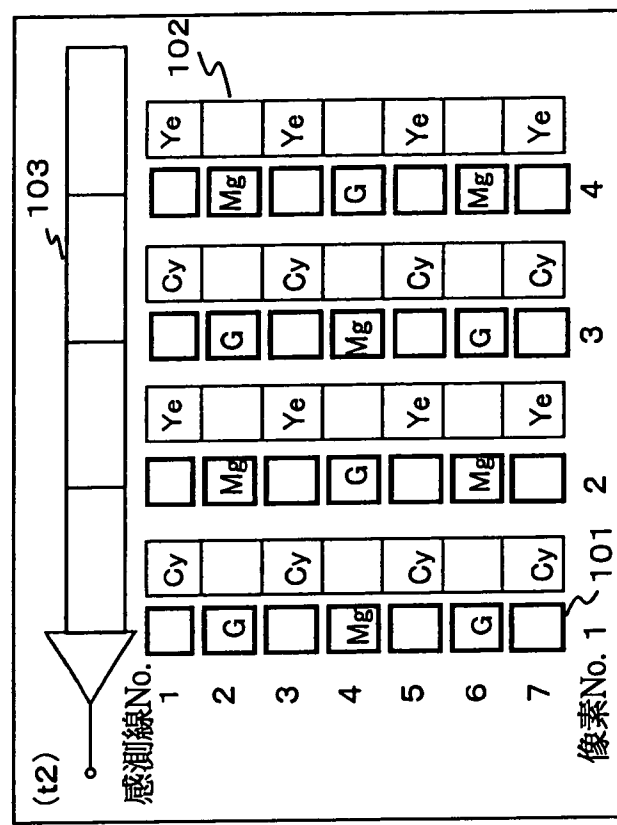 (t2)
103
感測線No.
102
1 Cy Ye Cy Ye
2 G Mg G Mg
3 Cy Ye Cy Ye
4 Mg G Mg G
5 Cy Ye Cy Ye
6 G Mg G Mg
7 Cy Ye Cy Ye
101
像素No. 1 2 3 4